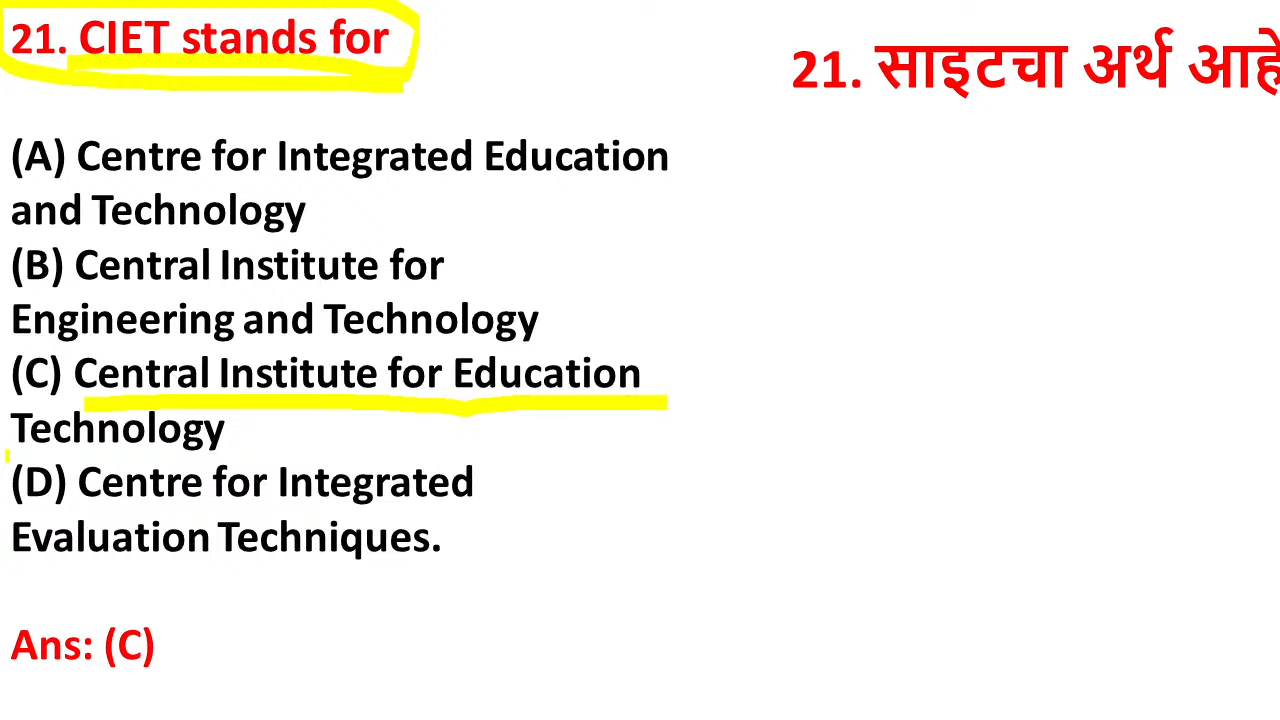 21. CIET stands for
21. साइटचा अर्थ आहे
(A) Centre for Integrated Education
and Technology
(B) Central Institute for
Engineering and Technology
(C) Central Institute for Education
Technology
(D) Centre for Integrated
Evaluation Techniques.
Ans: (C)